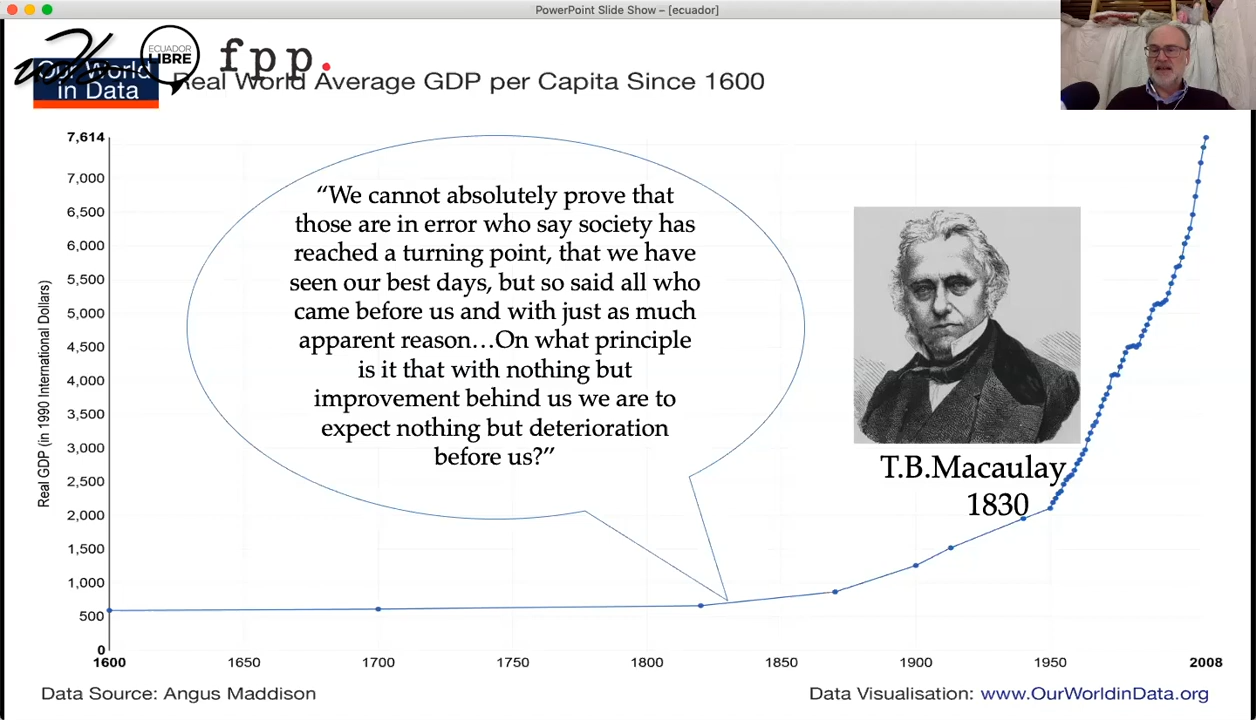 PowerPoint Slide Show – [ecuador]
ECUADOR
LIBRE
fpp.
Our World
in Data
Real World Average GDP per Capita Since 1600
7,614
7,000
6,500
6,000
5,500
5,000
4,500
4,000
3,500
3,000
2,500
2,000
1,500
1,000
500
0
Real GDP (in 1990 International Dollars)
“We cannot absolutely prove that
those are in error who say society has
reached a turning point, that we have
seen our best days, but so said all who
came before us and with just as much
apparent reason…On what principle
is it that with nothing but
improvement behind us we are to
expect nothing but deterioration
before us?”
T.B.Macaulay
1830
1600
1650
1700
1750
1800
1850
1900
1950
2008
Data Source: Angus Maddison
Data Visualisation: www.OurWorldinData.org